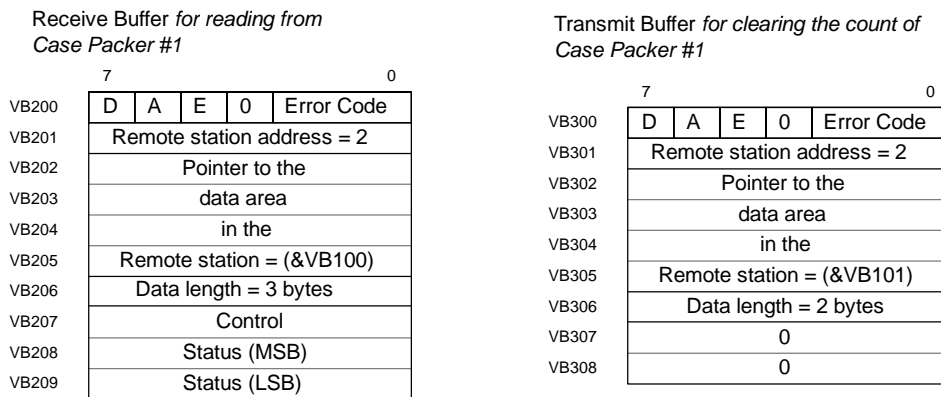 Receive Buffer for reading from
Case Packer #1
7 0
VB200 D A E 0 Error Code
VB201 Remote station address = 2
VB202 Pointer to the
VB203 data area
VB204 in the
VB205 Remote station = (&VB100)
VB206 Data length = 3 bytes
VB207 Control
VB208 Status (MSB)
VB209 Status (LSB)
Transmit Buffer for clearing the count of
Case Packer #1
7 0
VB300 D A E 0 Error Code
VB301 Remote station address = 2
VB302 Pointer to the
VB303 data area
VB304 in the
VB305 Remote station = (&VB101)
VB306 Data length = 2 bytes
VB307 0
VB308 0